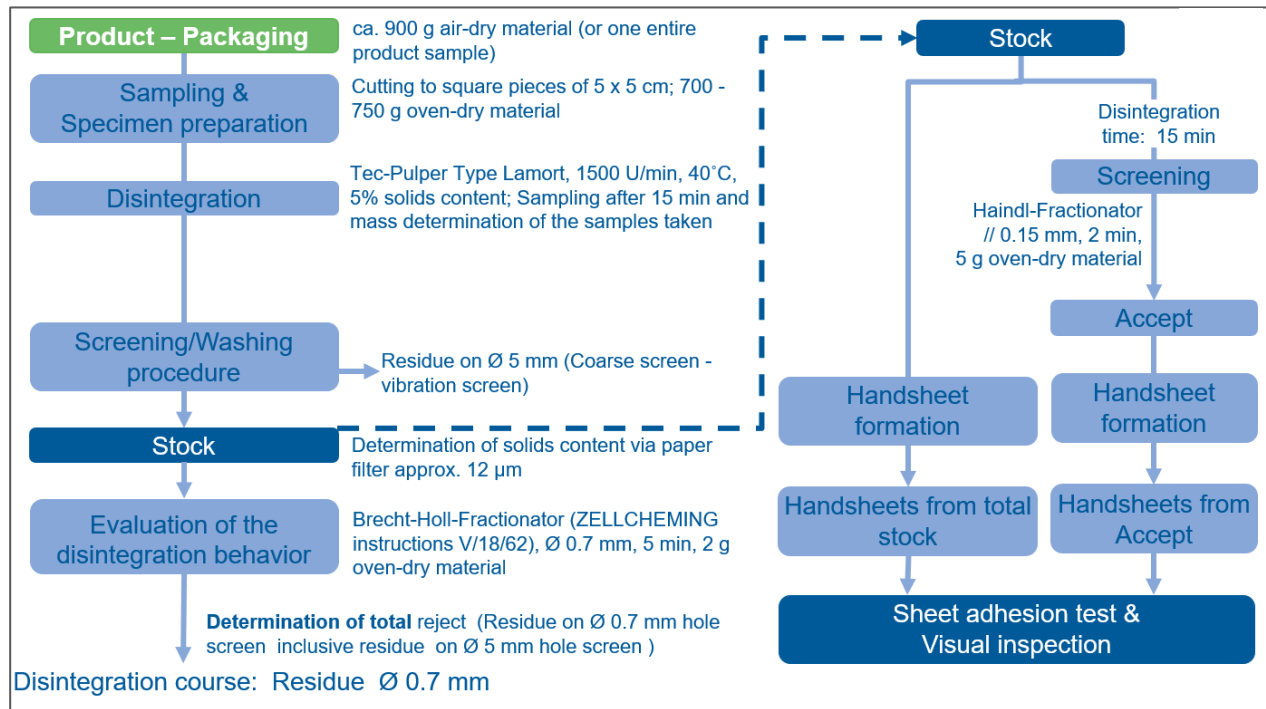 Product – Packaging
ca. 900 g air-dry material (or one entire
product sample)
Sampling &
Specimen preparation
Cutting to square pieces of 5 x 5 cm; 700 -
750 g oven-dry material
Disintegration
Tec-Pulper Type Lamort, 1500 U/min, 40˚C,
5% solids content; Sampling after 15 min and
mass determination of the samples taken
Screening/Washing
procedure
Residue on Ø 5 mm (Coarse screen -
vibration screen)
Stock
Determination of solids content via paper
filter approx. 12 µm
Evaluation of the
disintegration behavior
Brecht-Holl-Fractionator (ZELLCHEMING
instructions V/18/62), Ø 0.7 mm, 5 min, 2 g
oven-dry material
Determination of total reject (Residue on Ø 0.7 mm hole
screen inclusive residue on Ø 5 mm hole screen )
Disintegration course: Residue Ø 0.7 mm
Stock
Disintegration
time: 15 min
Screening
Haindl-Fractionator
// 0.15 mm, 2 min,
5 g oven-dry material
Accept
Handsheet
formation
Handsheet
formation
Handsheets from total
stock
Handsheets from
Accept
Sheet adhesion test &
Visual inspection